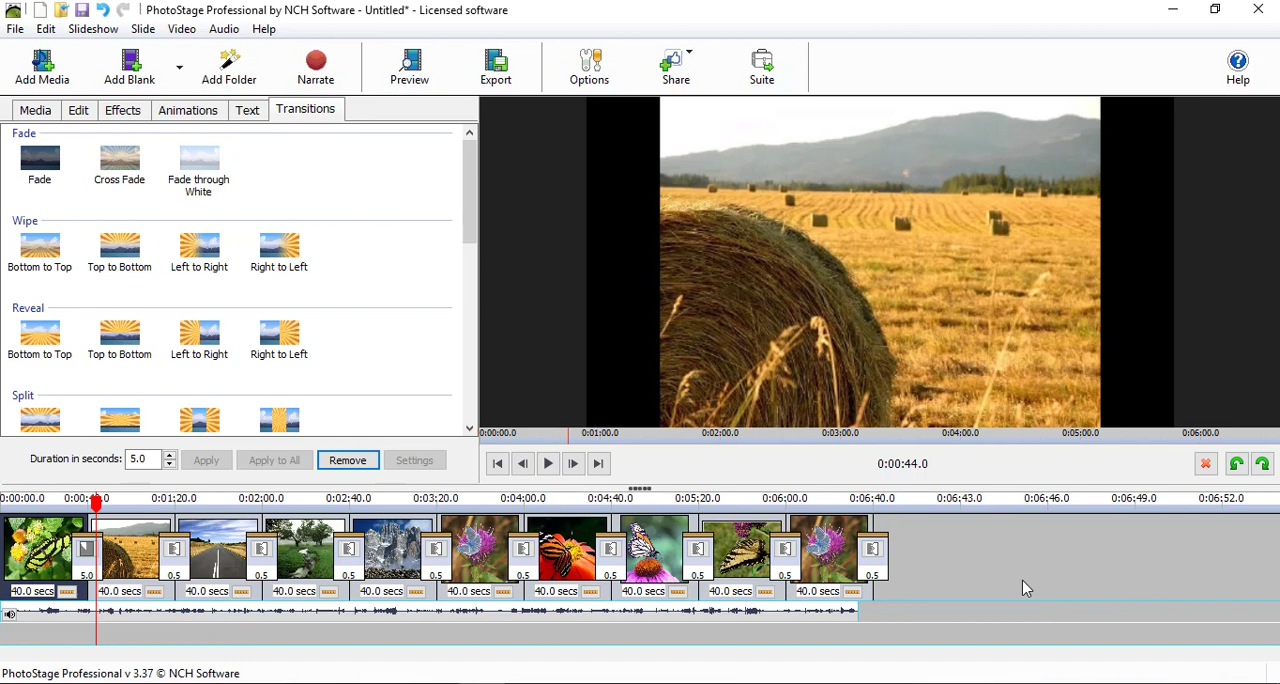 PhotoStage Professional by NCH Software - Untitled* - Licensed software
File Edit Slideshow Slide Video Audio Help
Add Media Add Blank Add Folder Narrate Preview Export Options Share Suite Help
Media Edit Effects Animations Text Transitions
Fade
Fade Cross Fade Fade through White
Wipe
Bottom to Top Top to Bottom Left to Right Right to Left
Reveal
Bottom to Top Top to Bottom Left to Right Right to Left
Split
0:00:00.0 0:01:00.0 0:02:00.0 0:03:00.0 0:04:00.0 0:05:00.0 0:06:00.0
Duration in seconds: 5.0 Apply Apply to All Remove Settings
0:00:44.0
0:00:00.0 0:01:20.0 0:02:00.0 0:02:40.0 0:03:20.0 0:04:00.0 0:04:40.0 0:05:20.0 0:06:00.0 0:06:40.0 0:06:43.0 0:06:46.0 0:06:49.0 0:06:52.0
5.0 0.5 0.5 0.5 0.5 0.5 0.5 0.5 0.5 0.5
40.0 secs 40.0 secs 40.0 secs 40.0 secs 40.0 secs 40.0 secs 40.0 secs 40.0 secs 40.0 secs 40.0 secs
PhotoStage Professional v 3.37 © NCH Software